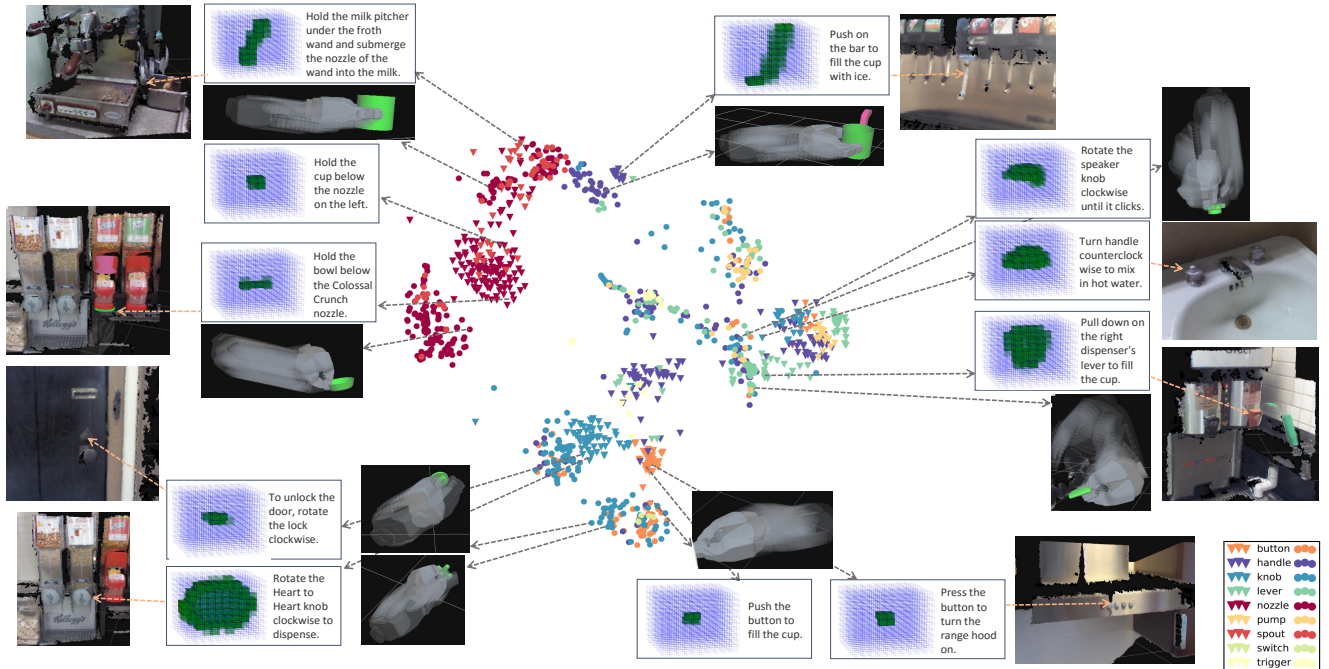 Hold the milk pitcher
under the froth
wand and submerge
the nozzle of the
wand into the milk.
Push on
the bar to
fill the cup
with ice.
Hold the
cup below
the nozzle
on the left.
Rotate the
speaker
knob
clockwise
until it clicks.
Turn handle
counterclock
wise to mix
in hot water.
Hold the
bowl below
the Colossal
Crunch
nozzle.
Kellogg's
Pull down on
the right
dispenser's
lever to fill
the cup.
To unlock the
door, rotate
the lock
clockwise.
Rotate the
Heart to
Heart knob
clockwise to
dispense.
Push the
button to
fill the cup.
Press the
button to
turn the
range hood
on.
button
handle
knob
lever
nozzle
pump
spout
switch
trigger